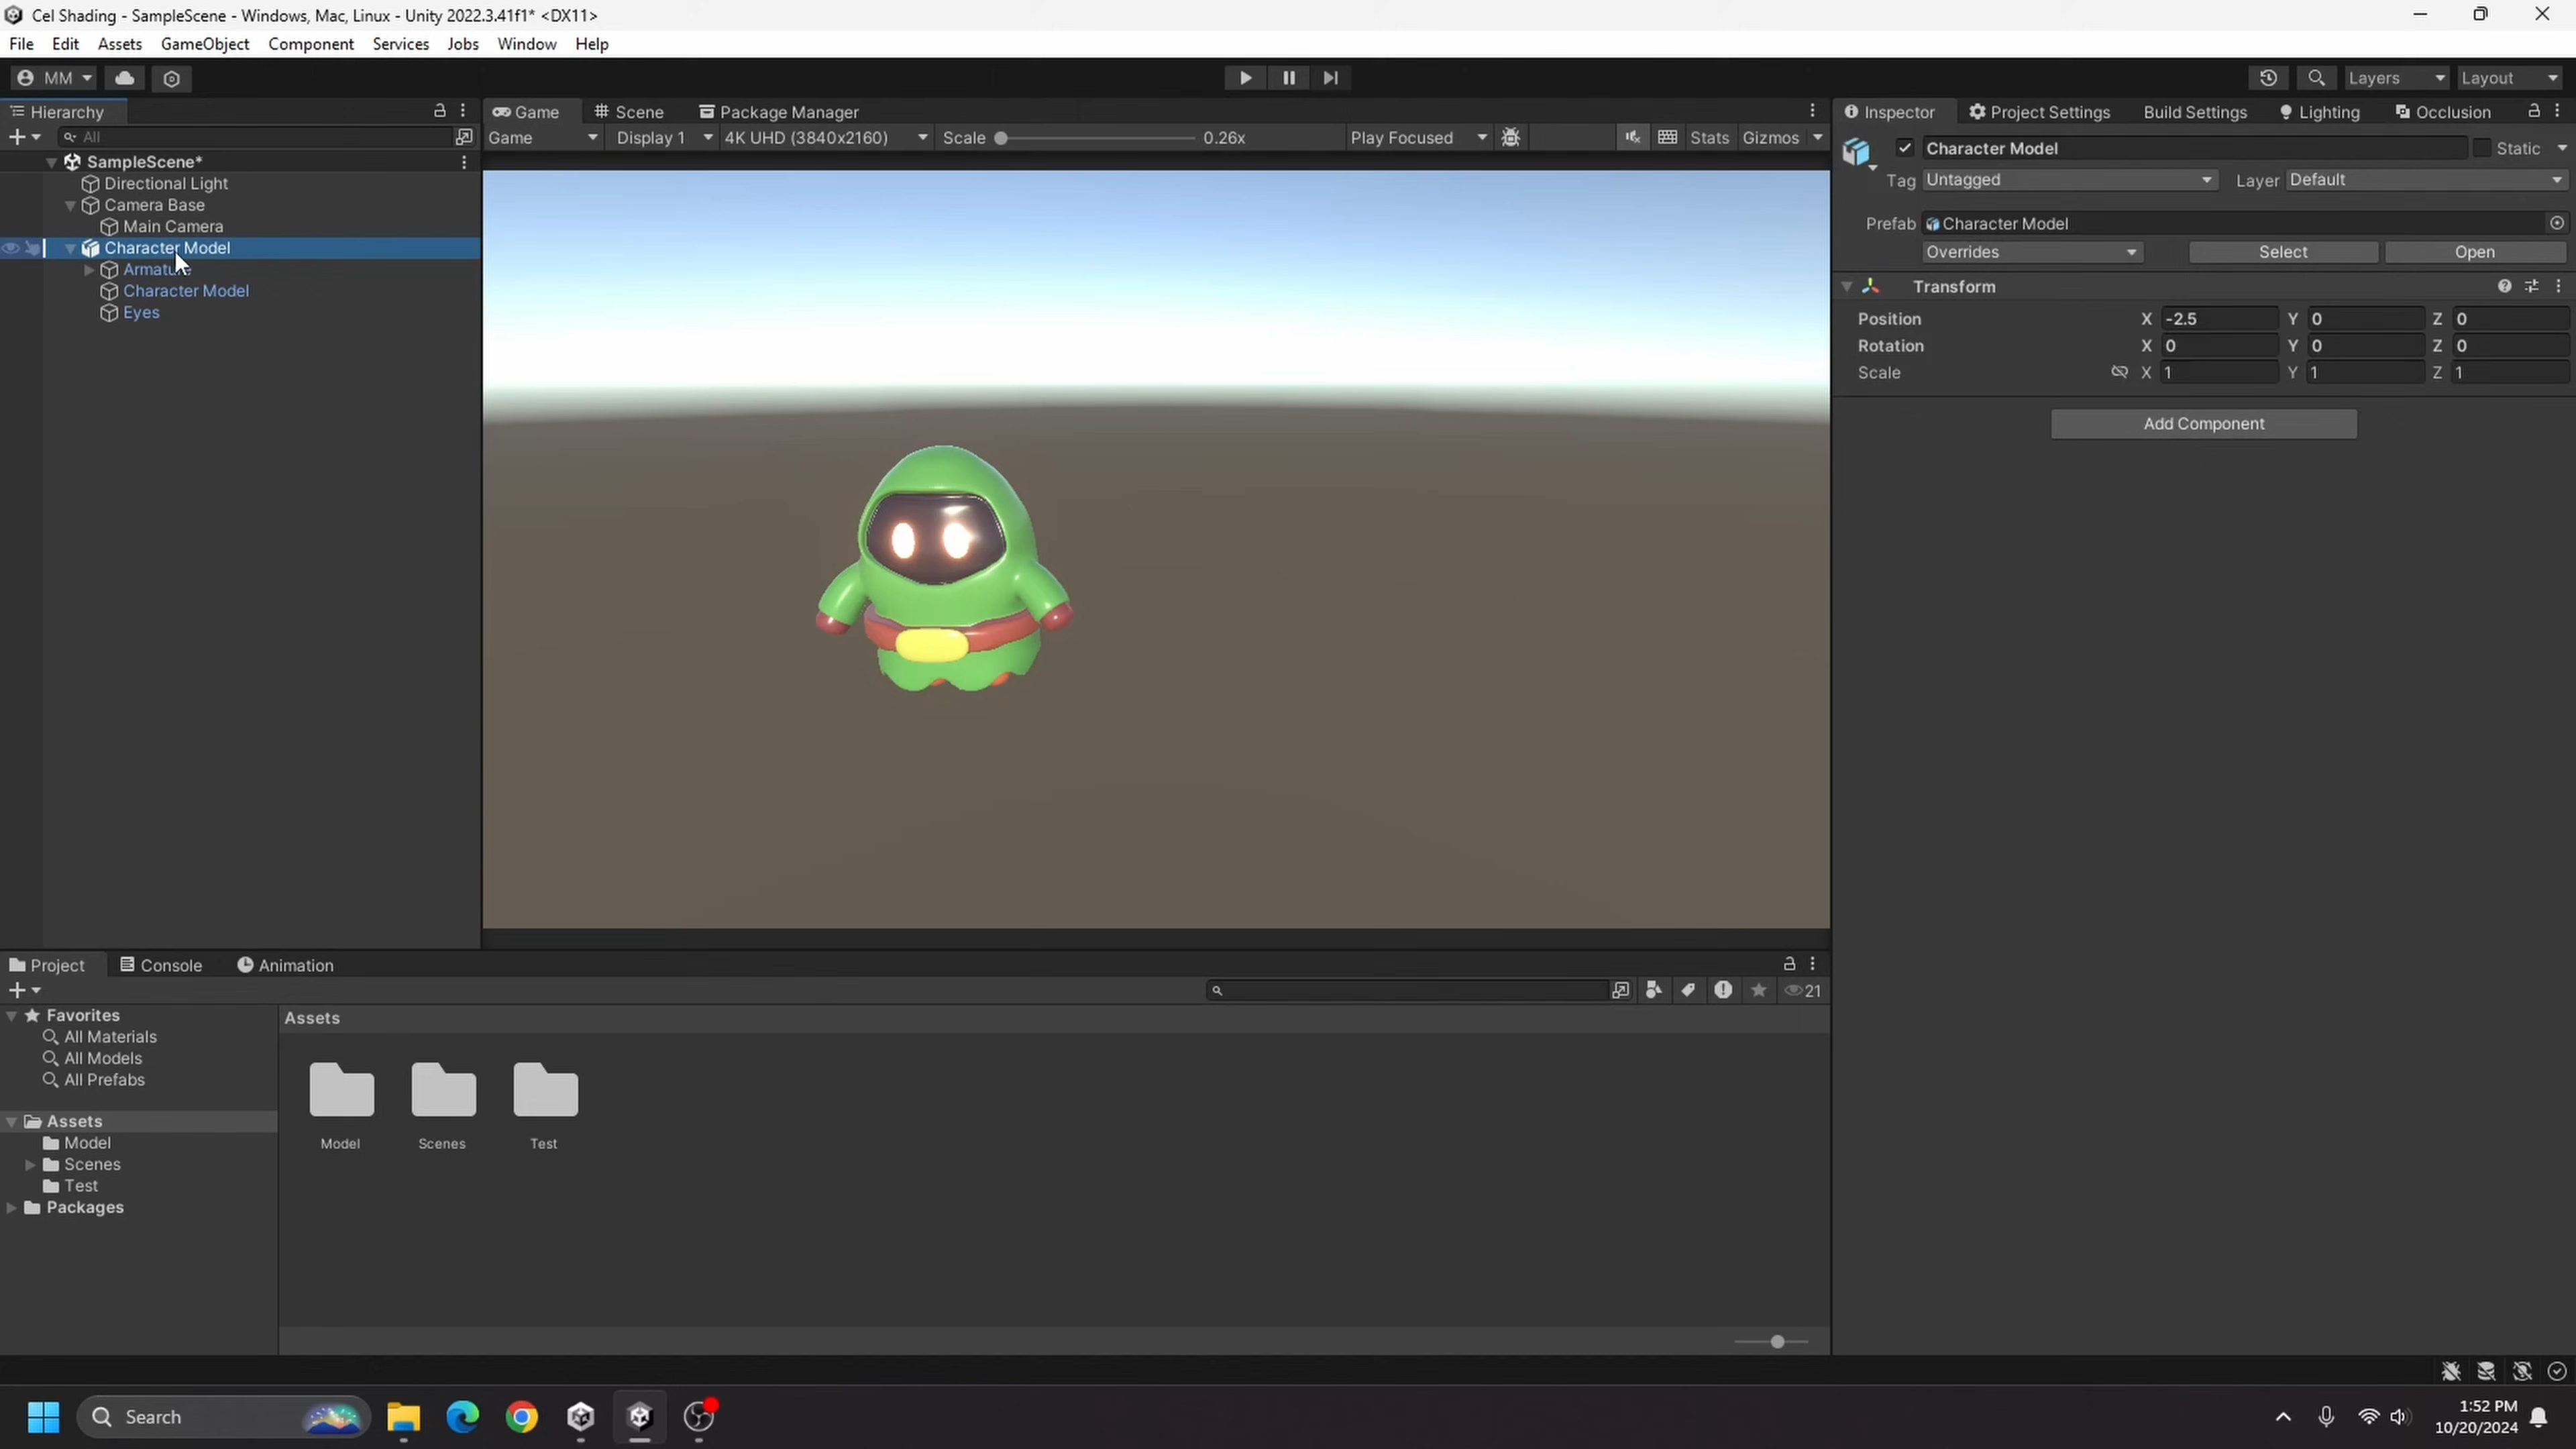 Cel Shading - SampleScene - Windows, Mac, Linux - Unity 2022.3.41f1* <DX11>
File Edit Assets GameObject Component Services Jobs Window Help
MM Layers Layout
Hierarchy
All
SampleScene*
Directional Light
Camera Base
Main Camera
Character Model
Armature
Character Model
Eyes
Game Scene Package Manager
Game Display 1 4K UHD (3840x2160) Scale 0.26x Play Focused Stats Gizmos
Inspector Project Settings Build Settings Lighting Occlusion
Character Model Static
Tag Untagged Layer Default
Prefab Character Model
Overrides Select Open
Transform
Position X -2.5 Y 0 Z 0
Rotation X 0 Y 0 Z 0
Scale X 1 Y 1 Z 1
Add Component
Project Console Animation
21
Favorites
All Materials
All Models
All Prefabs
Assets
Model
Scenes
Test
Packages
Assets
Model Scenes Test
Search
1:52 PM
10/20/2024